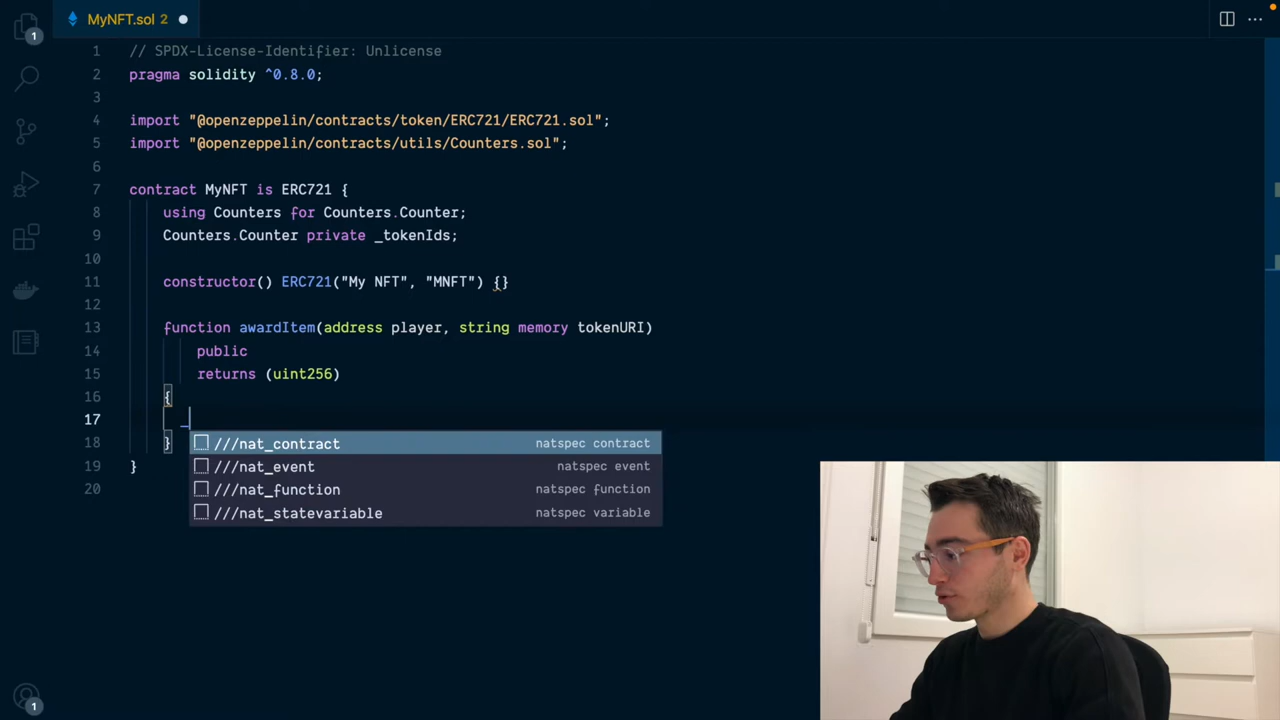 MyNFT.sol 2
1 // SPDX-License-Identifier: Unlicense
2 pragma solidity ^0.8.0;
3
4 import "@openzeppelin/contracts/token/ERC721/ERC721.sol";
5 import "@openzeppelin/contracts/utils/Counters.sol";
6
7 contract MyNFT is ERC721 {
8 using Counters for Counters.Counter;
9 Counters.Counter private _tokenIds;
10
11 constructor() ERC721("My NFT", "MNFT") {}
12
13 function awardItem(address player, string memory tokenURI)
14 public
15 returns (uint256)
16 {
17 _
///nat_contract natspec contract
18 }
///nat_event natspec event
19 }
///nat_function natspec function
20
///nat_statevariable natspec variable
1
1